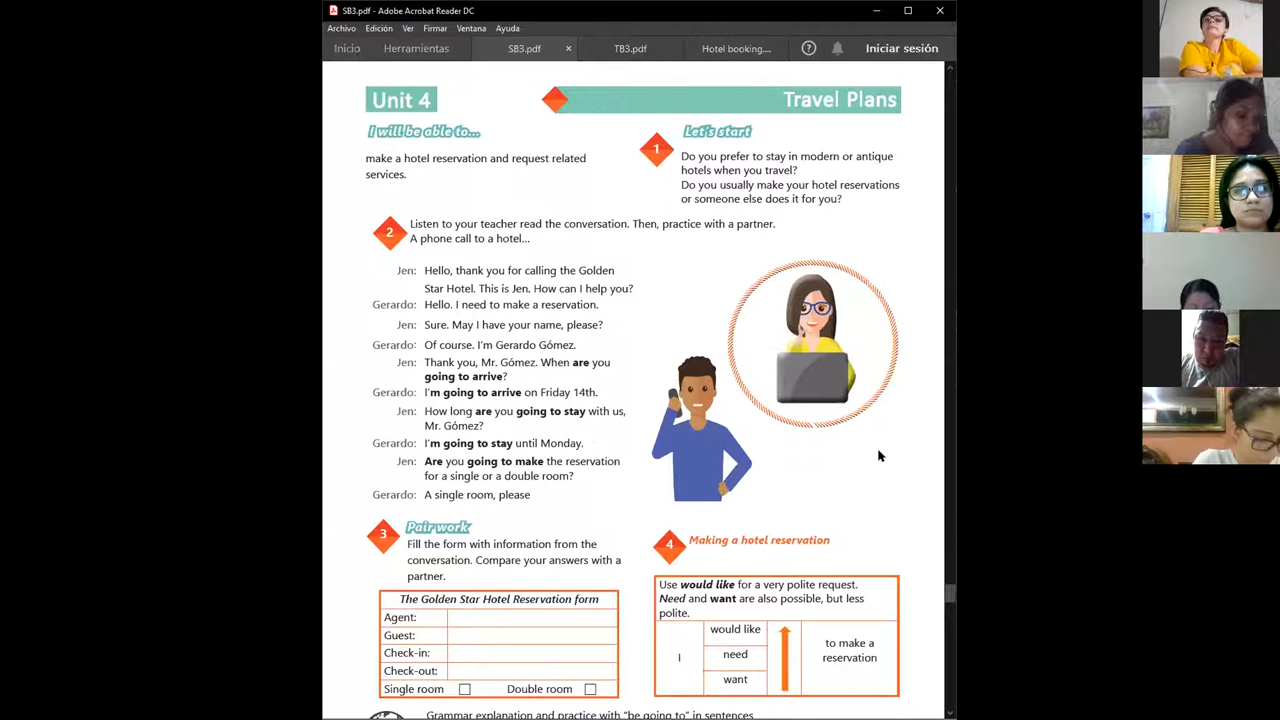 SB3.pdf - Adobe Acrobat Reader DC
Archivo Edición Ver Firmar Ventana Ayuda
Inicio Herramientas SB3.pdf × TB3.pdf Hotel booking.... ? Iniciar sesión
Unit 4 Travel Plans
I will be able to...
make a hotel reservation and request related
services.
1 Let's start
Do you prefer to stay in modern or antique
hotels when you travel?
Do you usually make your hotel reservations
or someone else does it for you?
2 Listen to your teacher read the conversation. Then, practice with a partner.
A phone call to a hotel...
Jen: Hello, thank you for calling the Golden
Star Hotel. This is Jen. How can I help you?
Gerardo: Hello. I need to make a reservation.
Jen: Sure. May I have your name, please?
Gerardo: Of course. I'm Gerardo Gómez.
Jen: Thank you, Mr. Gómez. When are you
going to arrive?
Gerardo: I'm going to arrive on Friday 14th.
Jen: How long are you going to stay with us,
Mr. Gómez?
Gerardo: I'm going to stay until Monday.
Jen: Are you going to make the reservation
for a single or a double room?
Gerardo: A single room, please
3 Pair work
Fill the form with information from the
conversation. Compare your answers with a
partner.
The Golden Star Hotel Reservation form
Agent:
Guest:
Check-in:
Check-out:
Single room Double room
4 Making a hotel reservation
Use would like for a very polite request.
Need and want are also possible, but less
polite.
I
would like
need
want
to make a
reservation
Grammar explanation and practice with "be going to" in sentences